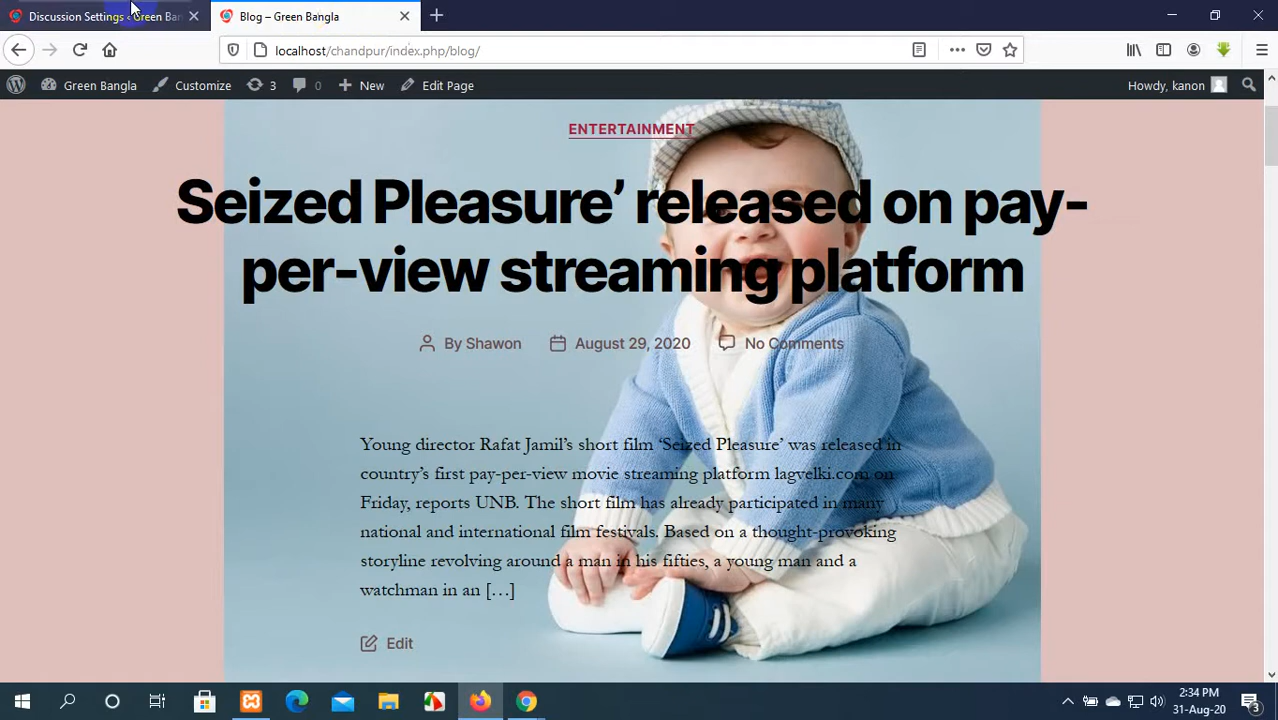 Discussion Settings ‹ Green Ban
Blog – Green Bangla
localhost/chandpur/index.php/blog/
Green Bangla
Customize
3
0
New
Edit Page
Howdy, kanon
ENTERTAINMENT
Seized Pleasure’ released on pay-
per-view streaming platform
By Shawon
August 29, 2020
No Comments
Young director Rafat Jamil’s short film ‘Seized Pleasure’ was released in
country’s first pay-per-view movie streaming platform lagvelki.com on
Friday, reports UNB. The short film has already participated in many
national and international film festivals. Based on a thought-provoking
storyline revolving around a man in his fifties, a young man and a
watchman in an […]
Edit
2:34 PM
31-Aug-20
3